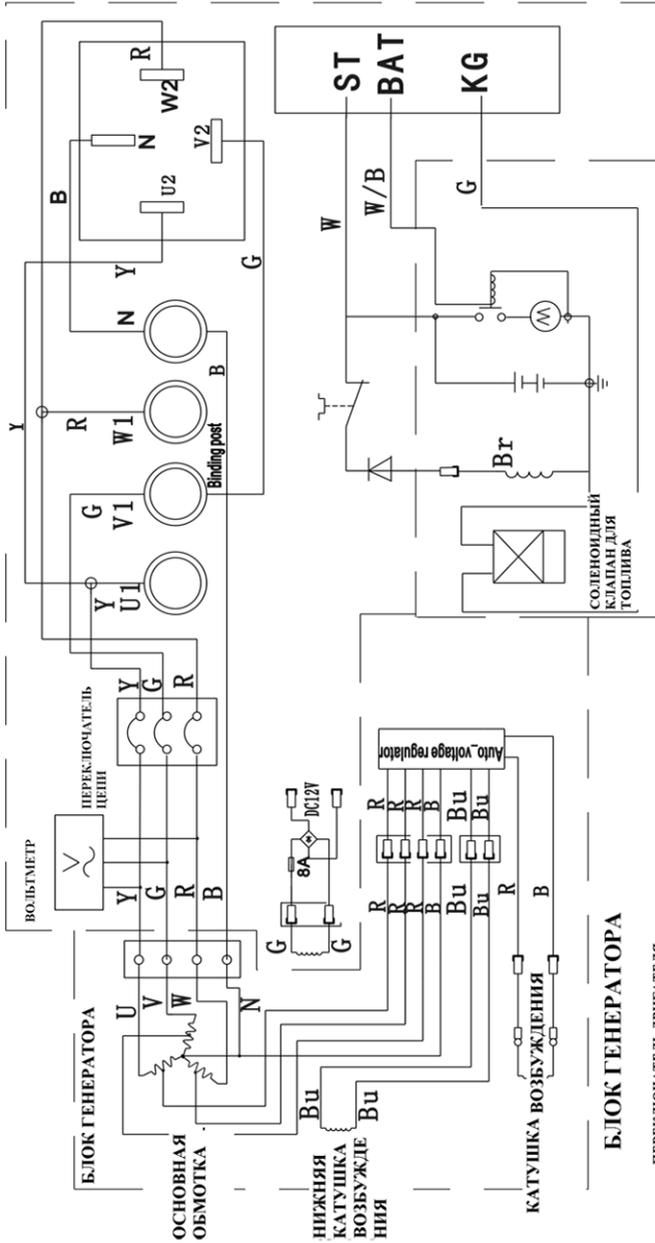 R
W2
N
V2
U2
B
Y
G
ST
BAT
KG
W
W/B
G
Y
N
B
R
W1
Binding post
G
V1
Y
U1
W
Br
СОЛЕНОИДНЫЙ
КЛАПАН ДЛЯ
ТОПЛИВА
ВОЛЬТМЕТР
V
ПЕРЕКЛЮЧАТЕЛЬ
ЦЕПИ
Y
G
R
Y
G
R
B
8A
DC12V
G
G
Auto_voltage regulator
R
R
R
B
Bu
Bu
R
R
R
B
Bu
Bu
R
B
U
V
W
N
БЛОК ГЕНЕРАТОРА
ОСНОВНАЯ
ОБМОТКА
Bu
Bu
НИЖНЯЯ
КАТУШКА
ВОЗБУЖДЕ
НИЯ
КАТУШКА ВОЗБУЖДЕНИЯ
БЛОК ГЕНЕРАТОРА